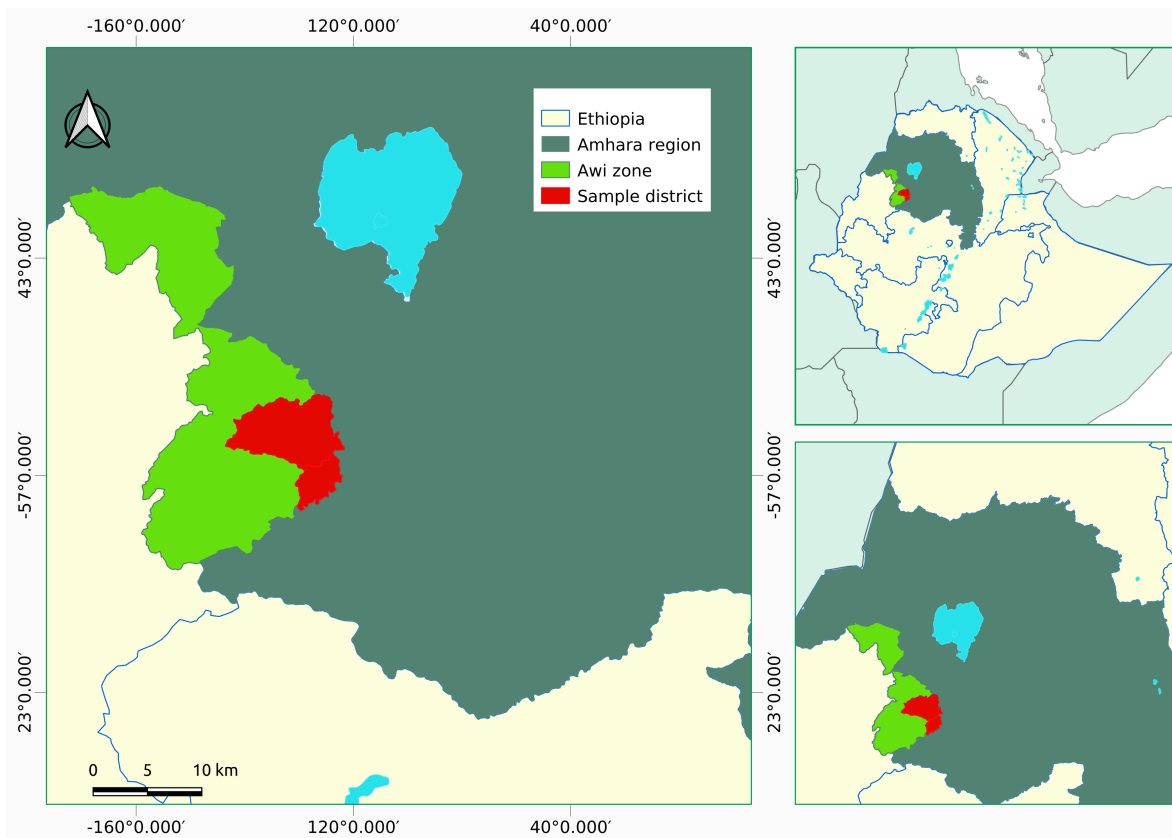 -160°0.000′ 120°0.000′ 40°0.000′
Ethiopia
Amhara region
Awi zone
Sample district
43°0.000′ 43°0.000′
-57°0.000′ -57°0.000′
23°0.000′ 23°0.000′
0 5 10 km
-160°0.000′ 120°0.000′ 40°0.000′